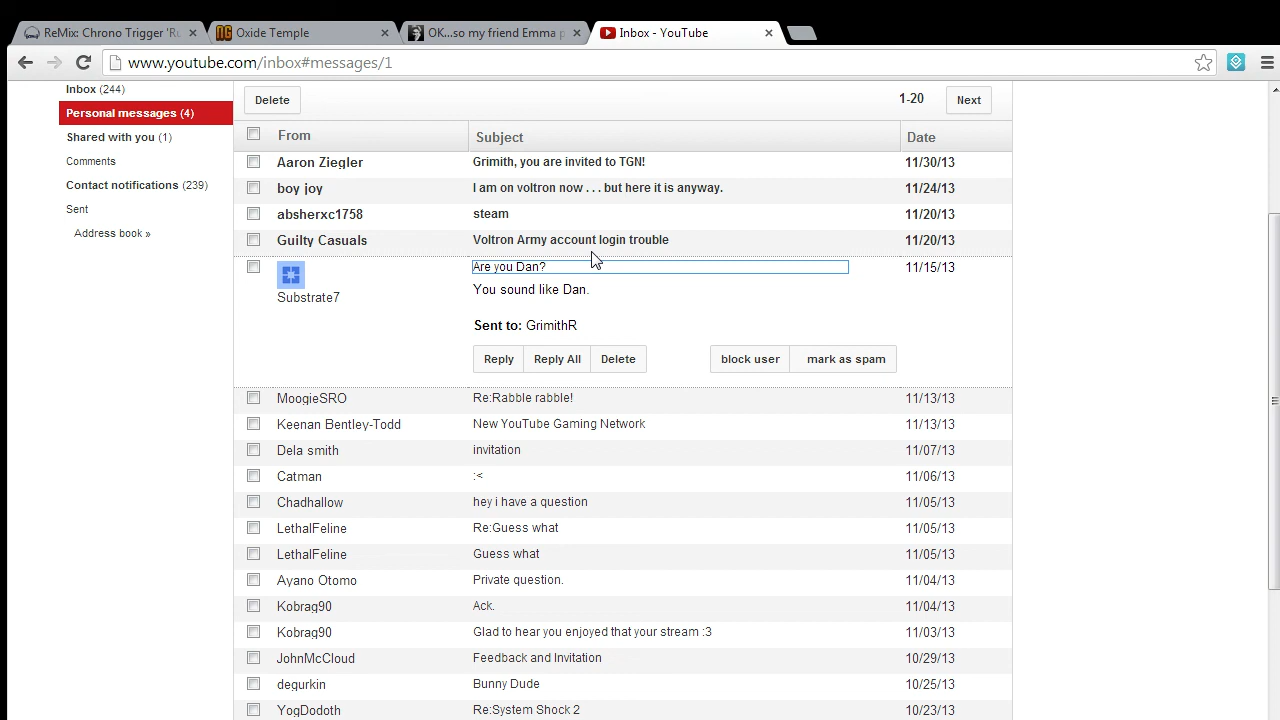 ReMix: Chrono Trigger 'Ru
Oxide Temple
OK...so my friend Emma p
Inbox - YouTube
www.youtube.com/inbox#messages/1
Inbox (244)
Personal messages (4)
Shared with you (1)
Comments
Contact notifications (239)
Sent
Address book »
Delete
1-20
Next
From Subject Date
Aaron Ziegler Grimith, you are invited to TGN! 11/30/13
boy joy I am on voltron now . . . but here it is anyway. 11/24/13
absherxc1758 steam 11/20/13
Guilty Casuals Voltron Army account login trouble 11/20/13
Substrate7 Are you Dan? 11/15/13
You sound like Dan.
Sent to: GrimithR
Reply Reply All Delete block user mark as spam
MoogieSRO Re:Rabble rabble! 11/13/13
Keenan Bentley-Todd New YouTube Gaming Network 11/13/13
Dela smith invitation 11/07/13
Catman :< 11/06/13
Chadhallow hey i have a question 11/05/13
LethalFeline Re:Guess what 11/05/13
LethalFeline Guess what 11/05/13
Ayano Otomo Private question. 11/04/13
Kobrag90 Ack. 11/04/13
Kobrag90 Glad to hear you enjoyed that your stream :3 11/03/13
JohnMcCloud Feedback and Invitation 10/29/13
degurkin Bunny Dude 10/25/13
YogDodoth Re:System Shock 2 10/23/13